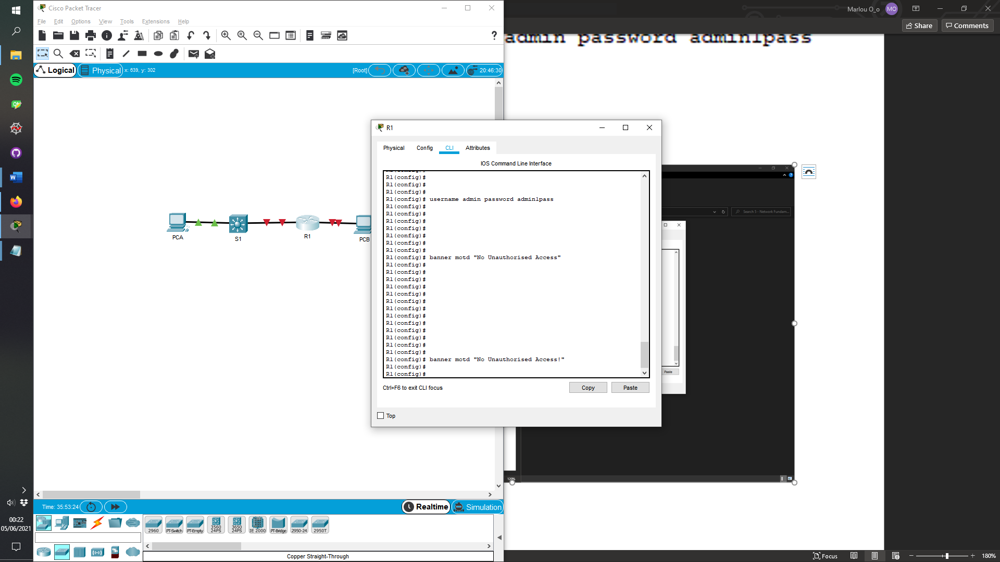 Cisco Packet Tracer
File Edit Options View Tools Extensions Help
?
Logical Physical x: 639, y: 302 [Root] 20:46:30
Marlou O_o MO
Share Comments
admin password admin1pass
PCA S1 R1 PCB
R1
Physical Config CLI Attributes
IOS Command Line Interface
R1(config)#
R1(config)#
R1(config)#
R1(config)#
R1(config)# username admin password admin1pass
R1(config)#
R1(config)#
R1(config)#
R1(config)#
R1(config)#
R1(config)#
R1(config)#
R1(config)# banner motd "No Unauthorised Access"
R1(config)#
R1(config)#
R1(config)#
R1(config)#
R1(config)#
R1(config)#
R1(config)#
R1(config)#
R1(config)#
R1(config)#
R1(config)#
R1(config)#
R1(config)#
R1(config)# banner motd "No Unauthorised Access!"
R1(config)#
R1(config)#
Ctrl+F6 to exit CLI focus Copy Paste
Top
Search 5 - Network Fundam...
Paste
120%
Time: 35:53:24 Realtime Simulation
2960 PT-Switch PT-Empty 3560 24PS 3650 24PS IE 2000 PT-Bridge 2950-24 2950T
Copper Straight-Through
00:22
05/06/2021
Focus 180%